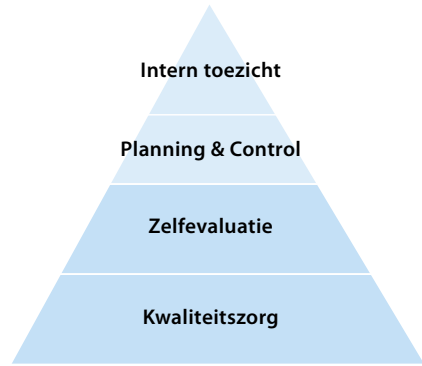 Intern toezicht
Planning & Control
Zelfevaluatie
Kwaliteitszorg